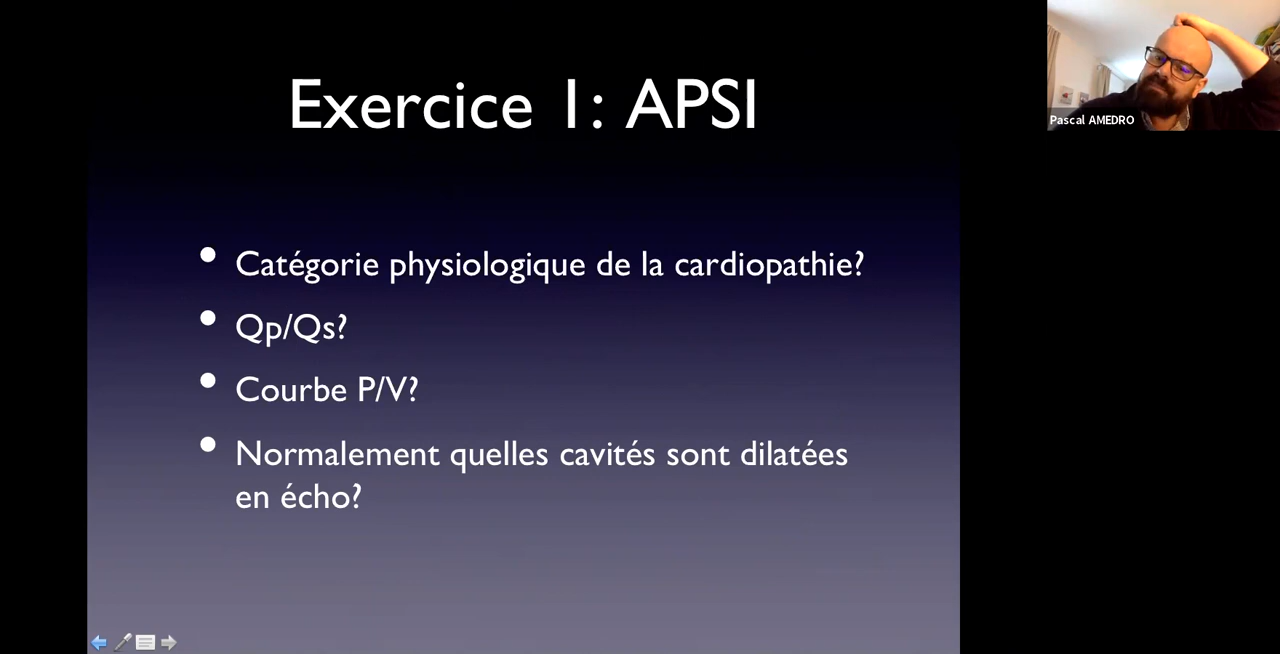 Exercice 1: APSI
Pascal AMEDRO
• Catégorie physiologique de la cardiopathie?
• Qp/Qs?
• Courbe P/V?
• Normalement quelles cavités sont dilatées
en écho?